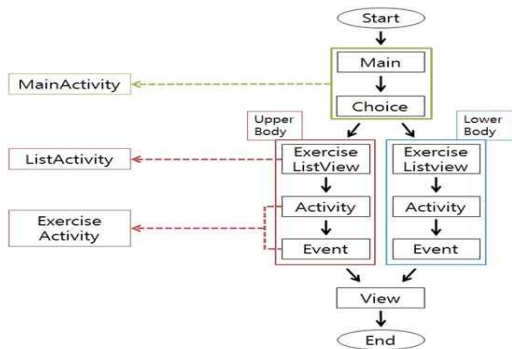 Start
Main
MainActivity
Choice
Upper
Body
Lower
Body
Exercise
ListView
Exercise
Listview
ListActivity
Activity
Activity
Exercise
Activity
Event
Event
View
End